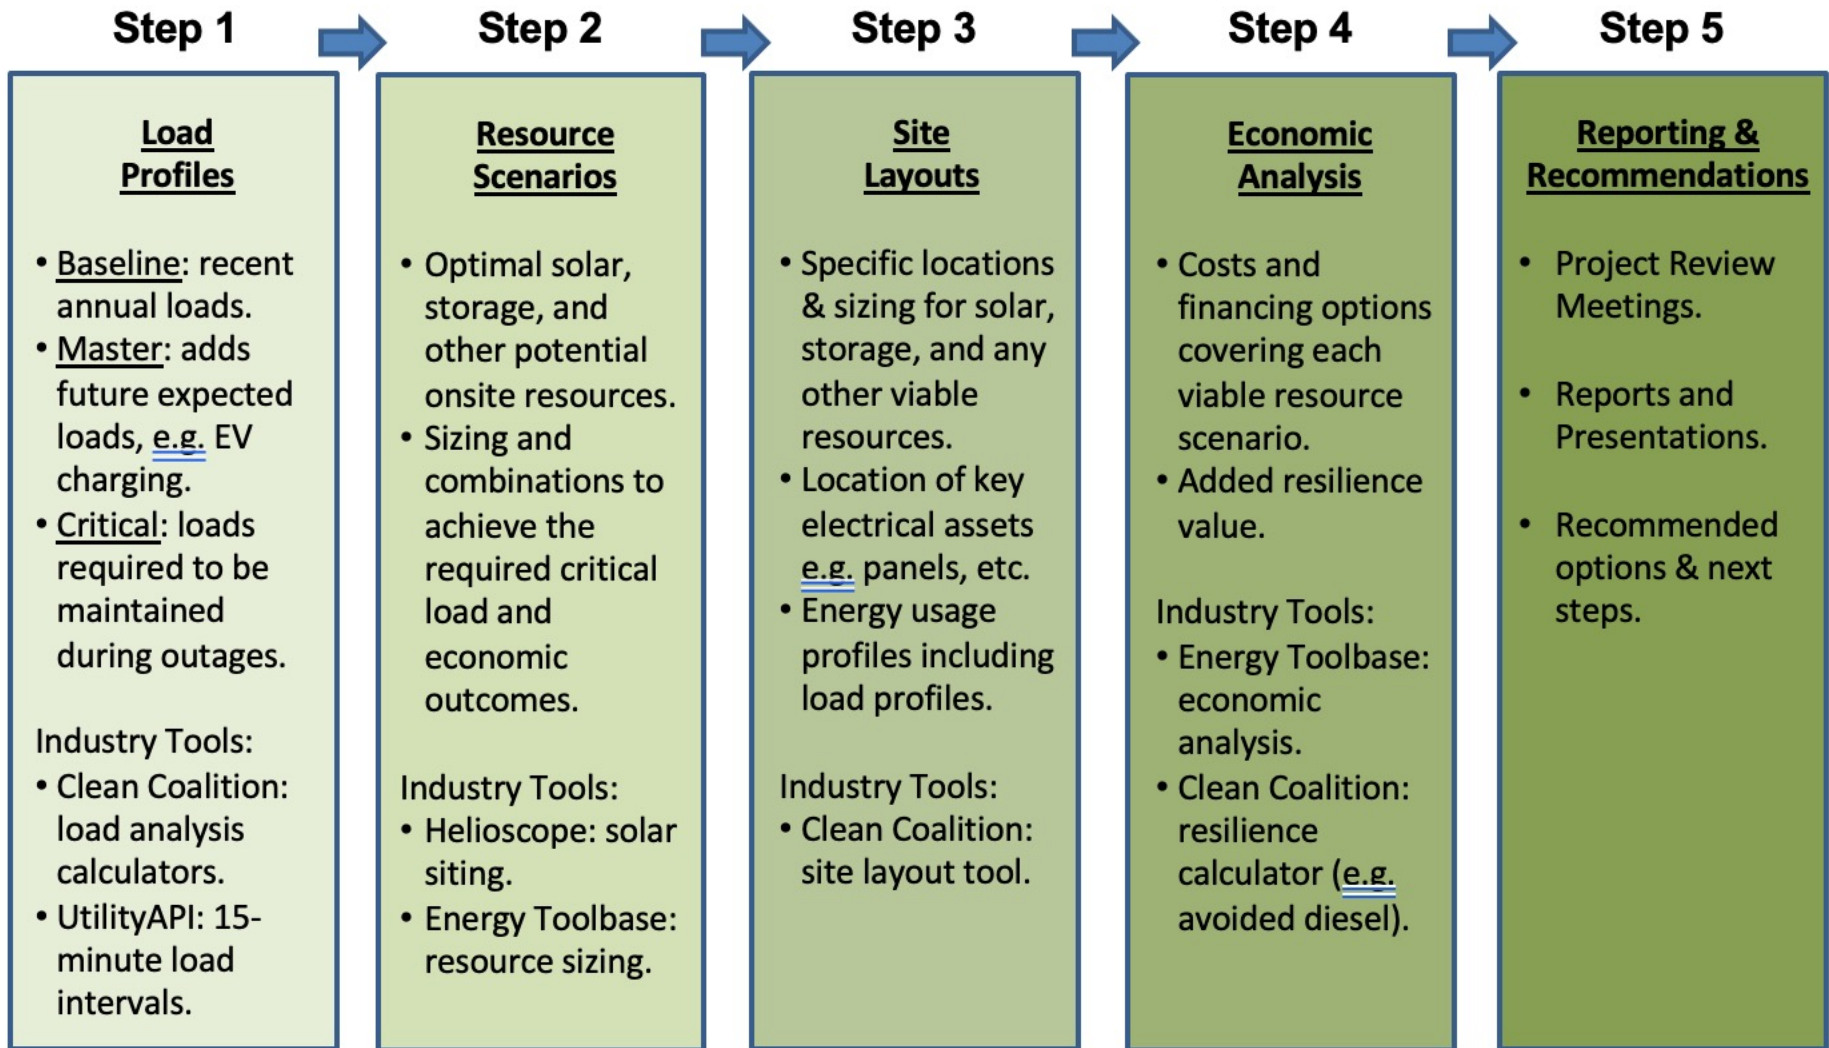 Step 1
Step 2
Step 3
Step 4
Step 5
Load
Profiles
• Baseline: recent
annual loads.
• Master: adds
future expected
loads, e.g. EV
charging.
• Critical: loads
required to be
maintained
during outages.
Industry Tools:
• Clean Coalition:
load analysis
calculators.
• UtilityAPI: 15-
minute load
intervals.
Resource
Scenarios
• Optimal solar,
storage, and
other potential
onsite resources.
• Sizing and
combinations to
achieve the
required critical
load and
economic
outcomes.
Industry Tools:
• Helioscope: solar
siting.
• Energy Toolbase:
resource sizing.
Site
Layouts
• Specific locations
& sizing for solar,
storage, and any
other viable
resources.
• Location of key
electrical assets
e.g. panels, etc.
• Energy usage
profiles including
load profiles.
Industry Tools:
• Clean Coalition:
site layout tool.
Economic
Analysis
• Costs and
financing options
covering each
viable resource
scenario.
• Added resilience
value.
Industry Tools:
• Energy Toolbase:
economic
analysis.
• Clean Coalition:
resilience
calculator (e.g.
avoided diesel).
Reporting &
Recommendations
• Project Review
Meetings.
• Reports and
Presentations.
• Recommended
options & next
steps.